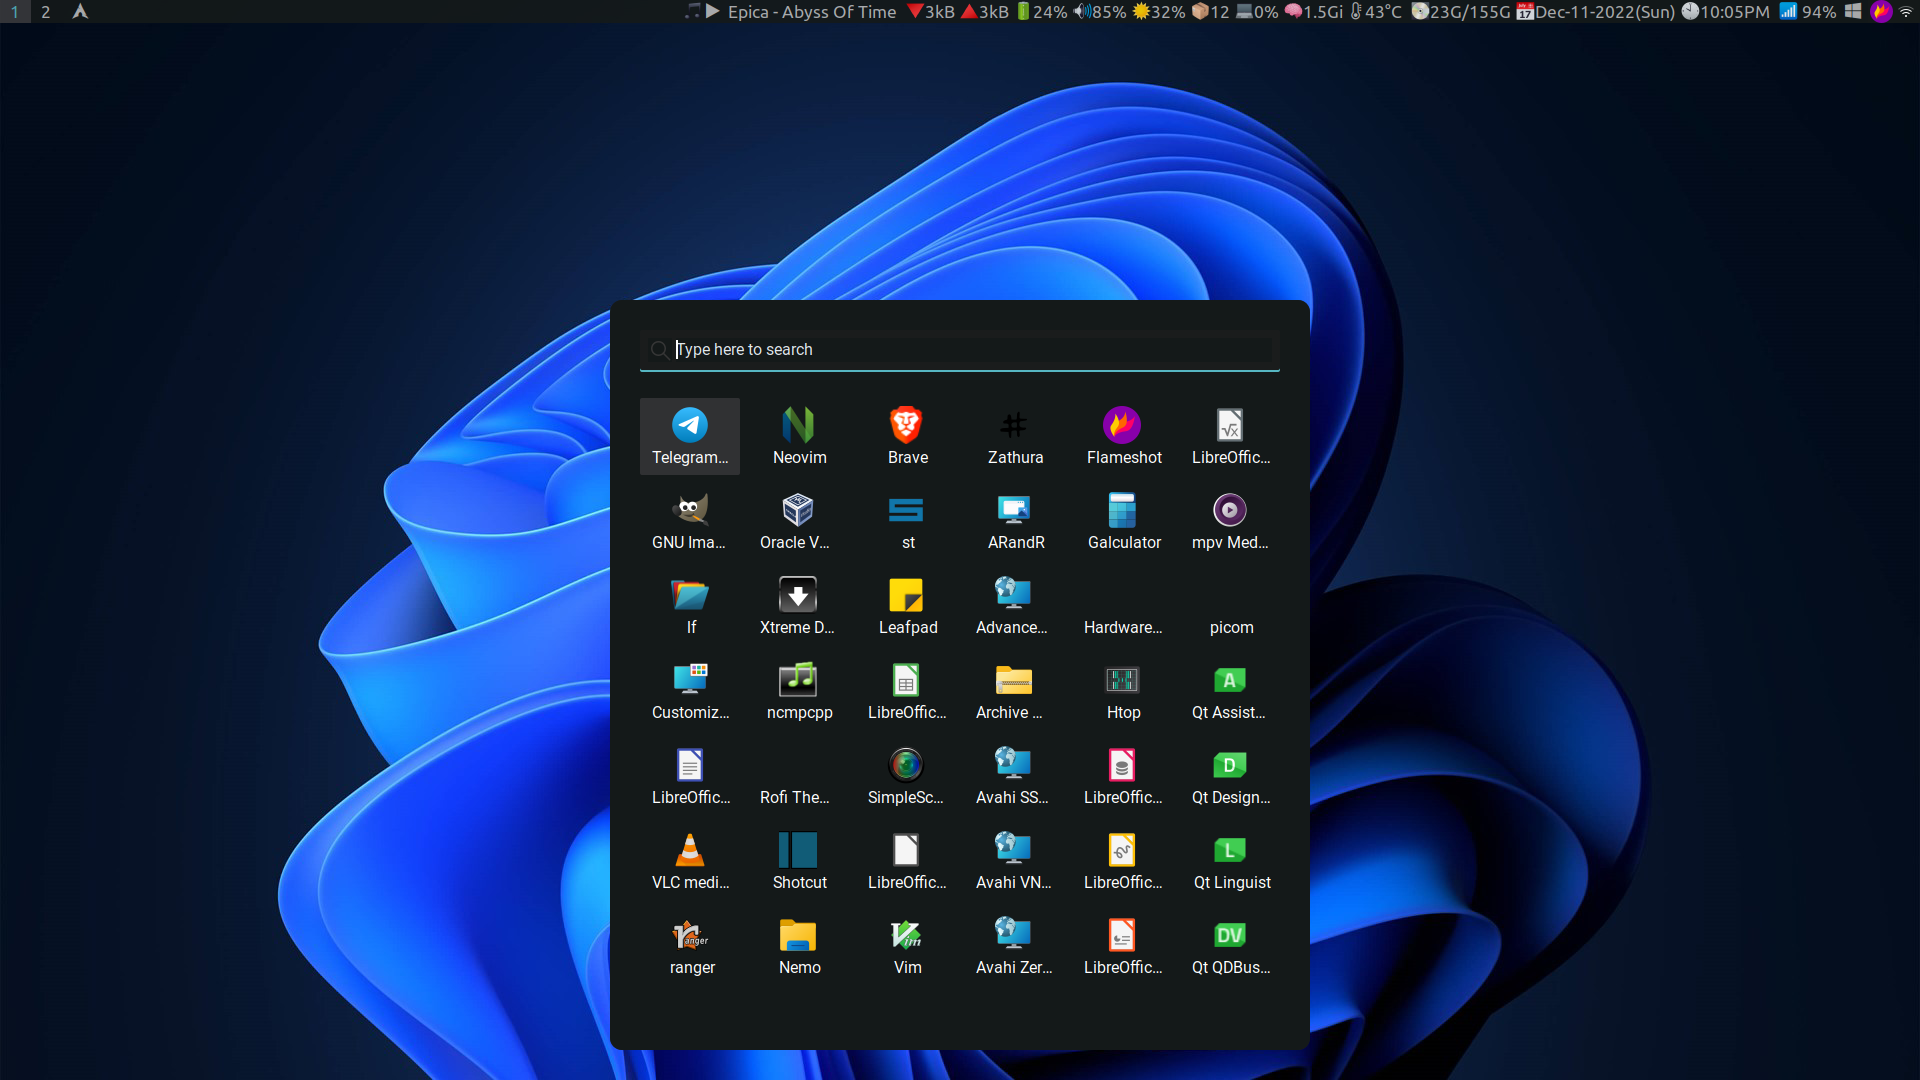 1 2 Epica - Abyss Of Time 3kB 3kB 24% 85% 32% 12 0% 1.5Gi 43°C 23G/155G 17 Dec-11-2022(Sun) 10:05PM 94%
Type here to search
Telegram... Neovim Brave Zathura Flameshot LibreOffic...
GNU Ima... Oracle V... st ARandR Galculator mpv Med...
lf Xtreme D... Leafpad Advance... Hardware... picom
Customiz... ncmpcpp LibreOffic... Archive ... Htop Qt Assist...
LibreOffic... Rofi The... SimpleSc... Avahi SS... LibreOffic... Qt Design...
VLC medi... Shotcut LibreOffic... Avahi VN... LibreOffic... Qt Linguist
ranger Nemo Vim Avahi Zer... LibreOffic... Qt QDBus...